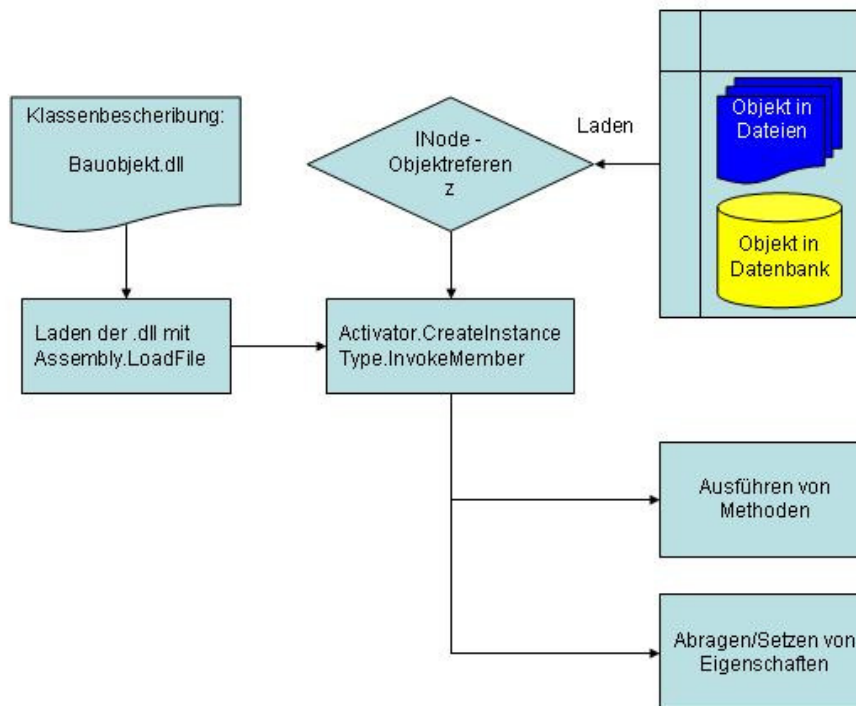 Klassenbescheribung:
Bauobjekt.dll
INode -
Objektreferen
z
Laden
Objekt in
Dateien
Objekt in
Datenbank
Laden der .dll mit
Assembly.LoadFile
Activator.CreateInstance
Type.InvokeMember
Ausführen von
Methoden
Abragen/Setzen von
Eigenschaften